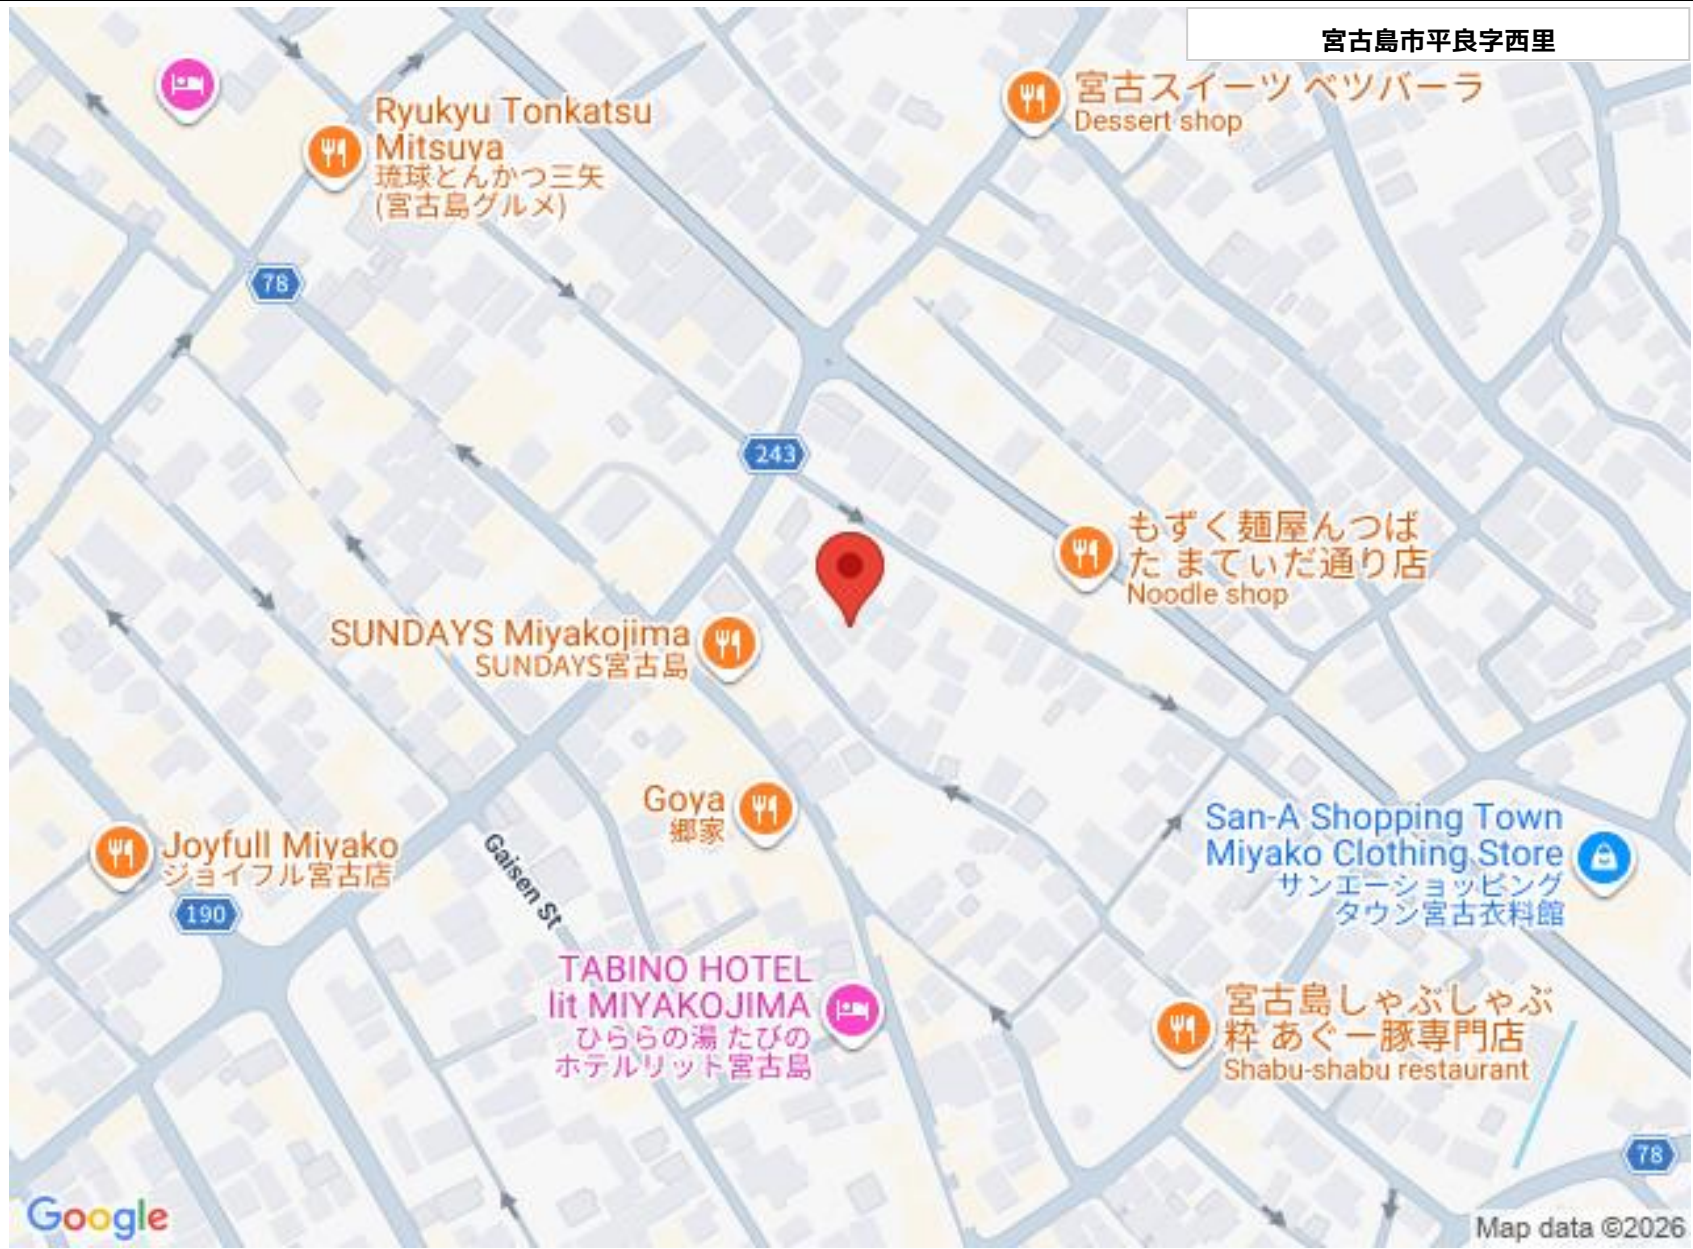 宮古島市平良字西里
宮古スイーツ ベツバーラ
Dessert shop
Ryukyu Tonkatsu
Mitsuya
琉球とんかつ三矢
(宮古島グルメ)
78
243
もずく麺屋んつば
た まてぃだ通り店
Noodle shop
SUNDAYS Miyakojima
SUNDAYS宮古島
Goya
郷家
San-A Shopping Town
Miyako Clothing Store
サンエーショッピング
タウン宮古衣料館
Joyfull Miyako
ジョイフル宮古店
190
Gaisen St
TABINO HOTEL
lit MIYAKOJIMA
ひららの湯 たびの
ホテルリット宮古島
宮古島しゃぶしゃぶ
粋 あぐー豚専門店
Shabu-shabu restaurant
78
Google
Map data ©2026